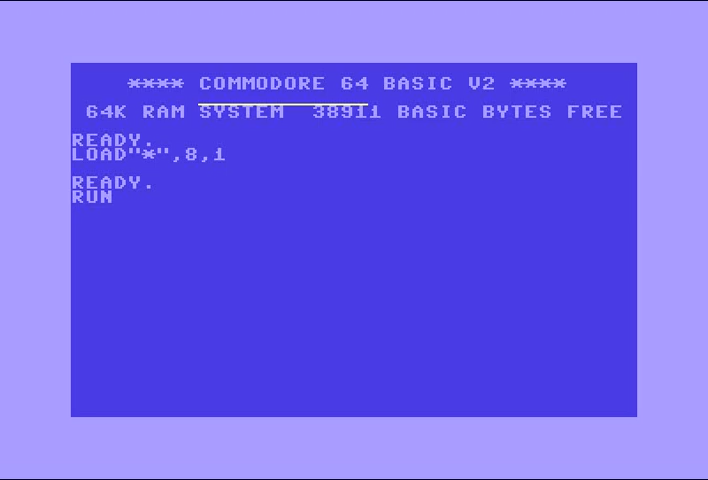 **** COMMODORE 64 BASIC V2 ****
64K RAM SYSTEM 38911 BASIC BYTES FREE
READY.
LOAD"*",8,1
READY.
RUN